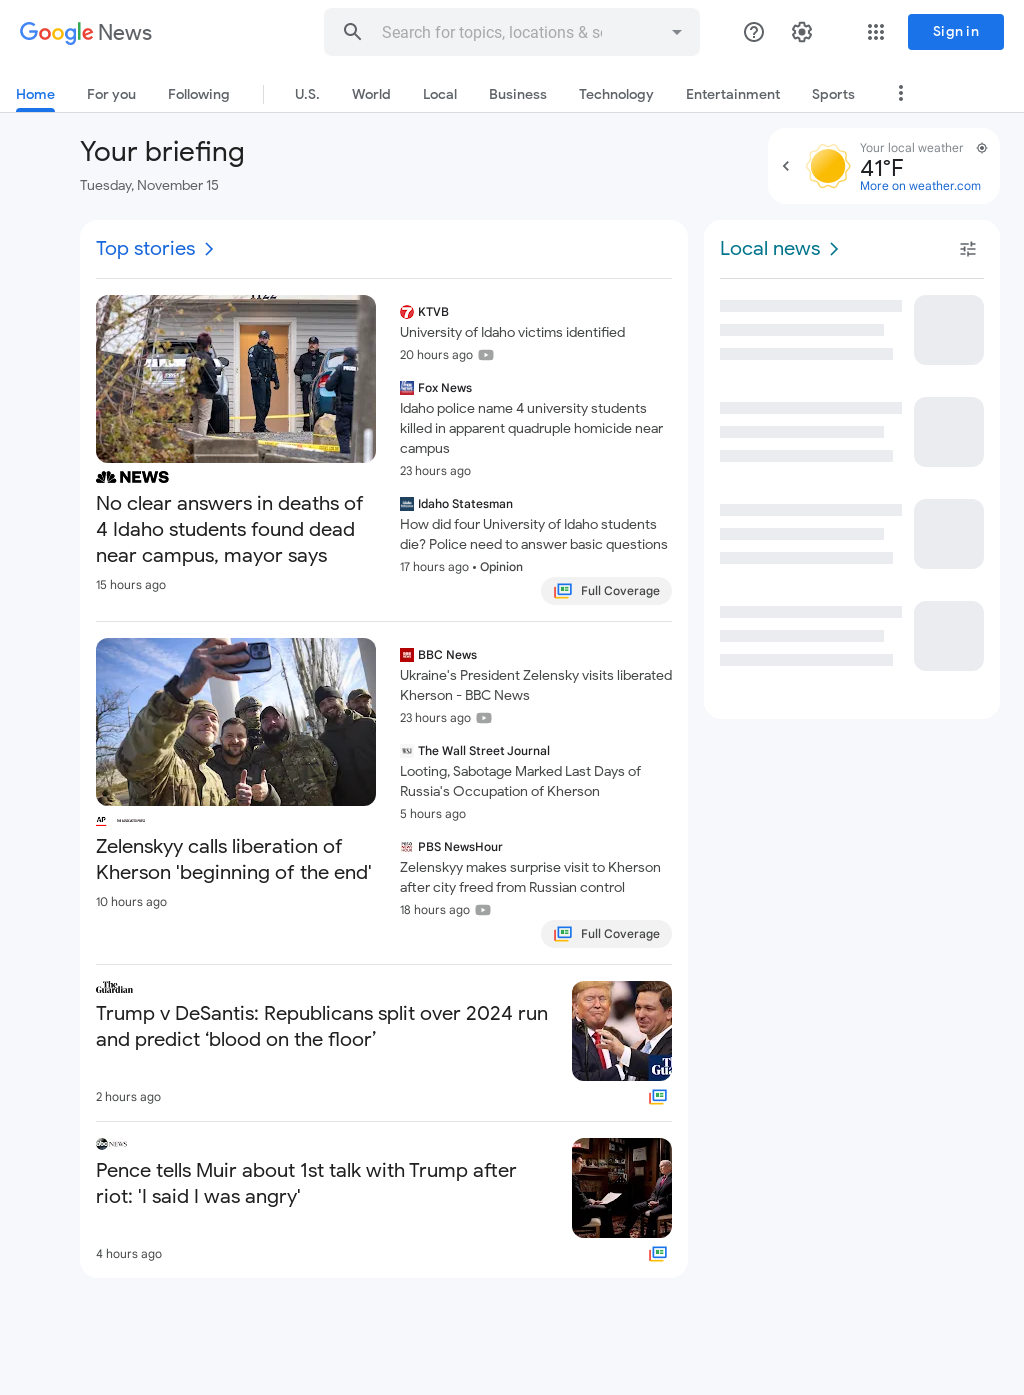 Google News
Search for topics, locations & so
Sign in
Home
For you
Following
U.S.
World
Local
Business
Technology
Entertainment
Sports
Your briefing
Tuesday, November 15
Your local weather
41°F
More on weather.com
Top stories
1122
NEWS
No clear answers in deaths of
4 Idaho students found dead
near campus, mayor says
15 hours ago
KTVB
University of Idaho victims identified
20 hours ago
Fox News
Idaho police name 4 university students
killed in apparent quadruple homicide near
campus
23 hours ago
Idaho Statesman
How did four University of Idaho students
die? Police need to answer basic questions
17 hours ago • Opinion
Full Coverage
AP
Zelenskyy calls liberation of
Kherson 'beginning of the end'
10 hours ago
BBC News
Ukraine's President Zelensky visits liberated
Kherson - BBC News
23 hours ago
WSJ
The Wall Street Journal
Looting, Sabotage Marked Last Days of
Russia's Occupation of Kherson
5 hours ago
PBS NewsHour
Zelenskyy makes surprise visit to Kherson
after city freed from Russian control
18 hours ago
Full Coverage
The
Guardian
Trump v DeSantis: Republicans split over 2024 run
and predict ‘blood on the floor’
2 hours ago
abc NEWS
Pence tells Muir about 1st talk with Trump after
riot: 'I said I was angry'
4 hours ago
Local news